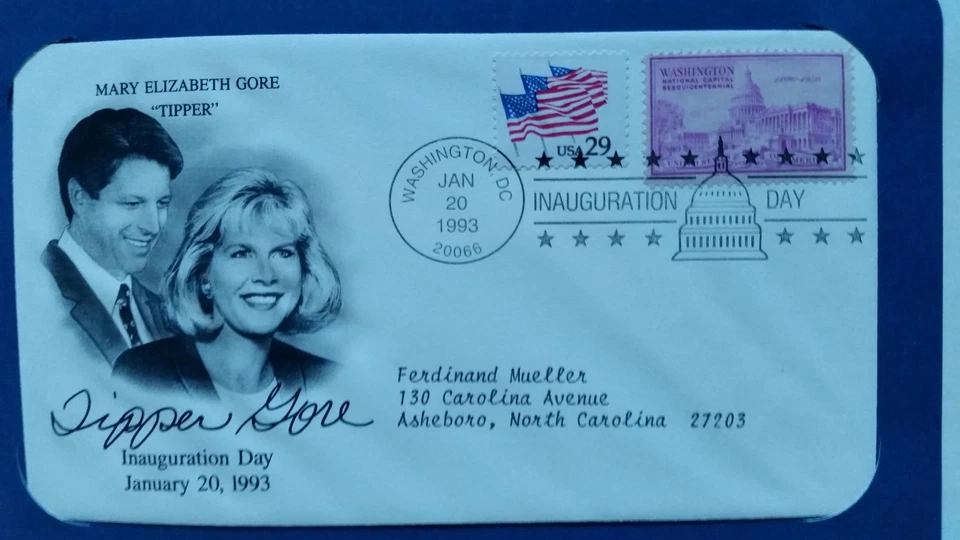 MARY ELIZABETH GORE
“TIPPER”
USA 29
WASHINGTON
NATIONAL CAPITAL
SESQUICENTENNIAL
WASHINGTON, DC
JAN
20
1993
20066
INAUGURATION DAY
Ferdinand Mueller
130 Carolina Avenue
Asheboro, North Carolina 27203
Tipper Gore
Inauguration Day
January 20, 1993